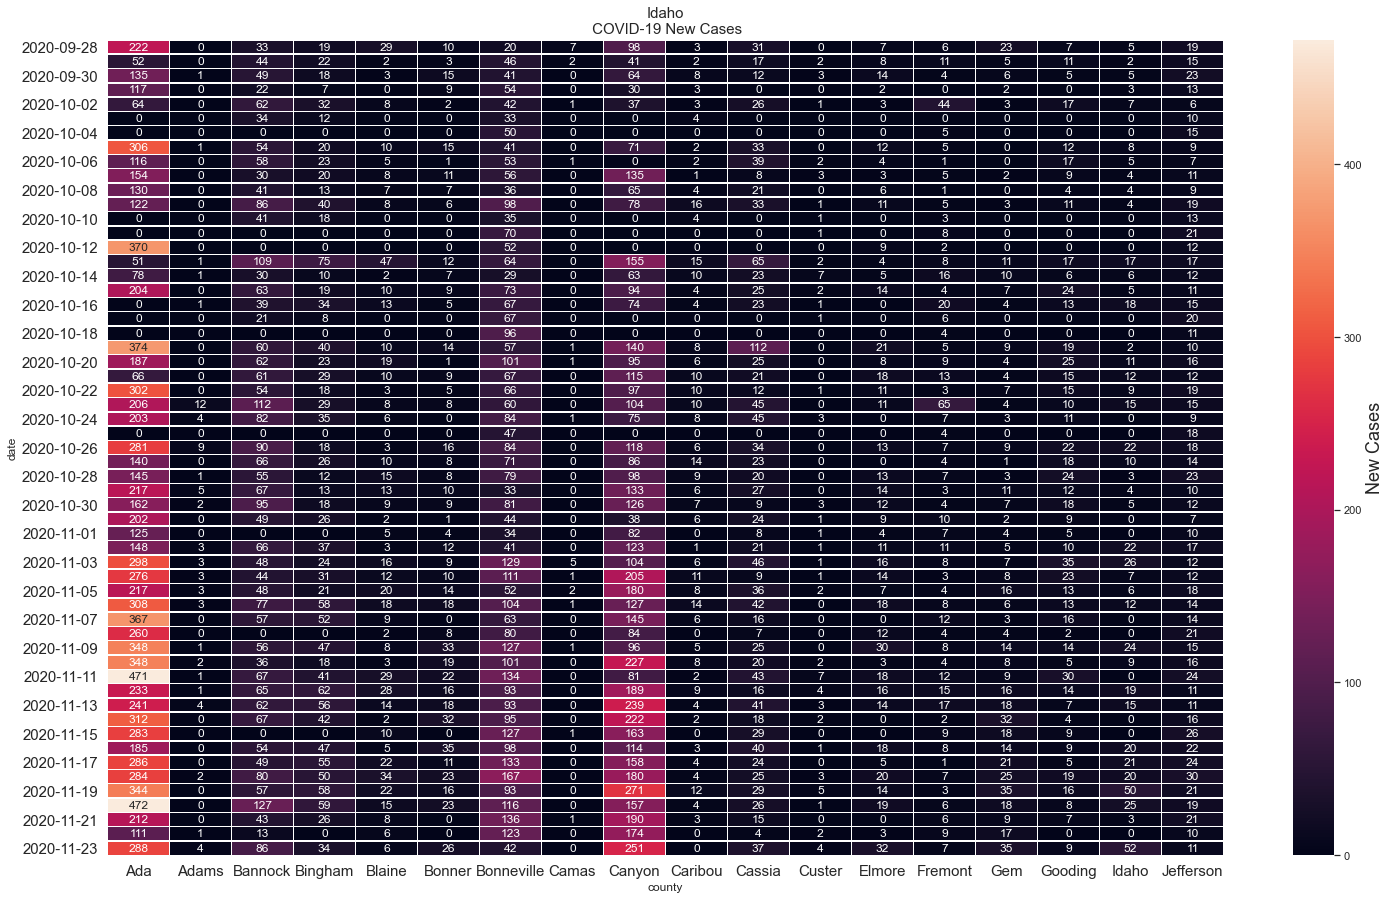 Idaho
COVID-19 New Cases
2020-09-28 222 0 33 19 29 10 20 7 98 3 31 0 7 6 23 7 5 19
52 0 44 22 2 3 46 2 41 2 17 2 8 11 5 11 2 15
2020-09-30 135 1 49 18 3 15 41 0 64 8 12 3 14 4 6 5 5 23
117 0 22 7 0 9 54 0 30 3 0 0 2 0 2 0 3 13
2020-10-02 64 0 62 32 8 2 42 1 37 3 26 1 3 44 3 17 7 6
0 0 34 12 0 0 33 0 0 4 0 0 0 0 0 0 0 10
2020-10-04 0 0 0 0 0 0 50 0 0 0 0 0 0 5 0 0 0 15
306 1 54 20 10 15 41 0 71 2 33 0 12 5 0 12 8 9
2020-10-06 116 0 58 23 5 1 53 1 0 2 39 2 4 1 0 17 5 7
154 0 30 20 8 11 56 0 135 1 8 3 3 5 2 9 4 11
2020-10-08 130 0 41 13 7 7 36 0 65 4 21 0 6 1 0 4 4 9
122 0 86 40 8 6 98 0 78 16 33 1 11 5 3 11 4 19
2020-10-10 0 0 41 18 0 0 35 0 0 4 0 1 0 3 0 0 0 13
0 0 0 0 0 0 70 0 0 0 0 1 0 8 0 0 0 21
2020-10-12 370 0 0 0 0 0 52 0 0 0 0 0 9 2 0 0 0 12
51 1 109 75 47 12 64 0 155 15 65 2 4 8 11 17 17 17
2020-10-14 78 1 30 10 2 7 29 0 63 10 23 7 5 16 10 6 6 12
204 0 63 19 10 9 73 0 94 4 25 2 14 4 7 24 5 11
2020-10-16 0 1 39 34 13 5 67 0 74 4 23 1 0 20 4 13 18 15
0 0 21 8 0 0 67 0 0 0 0 1 0 6 0 0 0 20
2020-10-18 0 0 0 0 0 0 96 0 0 0 0 0 0 4 0 0 0 11
374 0 60 40 10 14 57 1 140 8 112 0 21 5 9 19 2 10
2020-10-20 187 0 62 23 19 1 101 1 95 6 25 0 8 9 4 25 11 16
66 0 61 29 10 9 67 0 115 10 21 0 18 13 4 15 12 12
2020-10-22 302 0 54 18 3 5 66 0 97 10 12 1 11 3 7 15 9 19
206 12 112 29 8 8 60 0 104 10 45 0 11 65 4 10 15 15
2020-10-24 203 4 82 35 6 0 84 1 75 8 45 3 0 7 3 11 0 9
0 0 0 0 0 0 47 0 0 0 0 0 0 4 0 0 0 18
2020-10-26 281 9 90 18 3 16 84 0 118 6 34 0 13 7 9 22 22 18
140 0 66 26 10 8 71 0 86 14 23 0 0 4 1 18 10 14
2020-10-28 145 1 55 12 15 8 79 0 98 9 20 0 13 7 3 24 3 23
217 5 67 13 13 10 33 0 133 6 27 0 14 3 11 12 4 10
2020-10-30 162 2 95 18 9 9 81 0 126 7 9 3 12 4 7 18 5 12
202 0 49 26 2 1 44 0 38 6 24 1 9 10 2 9 0 7
2020-11-01 125 0 0 0 5 4 34 0 82 0 8 1 4 7 4 5 0 10
148 3 66 37 3 12 41 0 123 1 21 1 11 11 5 10 22 17
2020-11-03 298 3 48 24 16 9 129 5 104 6 46 1 16 8 7 35 26 12
276 3 44 31 12 10 111 1 205 11 9 1 14 3 8 23 7 12
2020-11-05 217 3 48 21 20 14 52 2 180 8 36 2 7 4 16 13 6 18
308 3 77 58 18 18 104 1 127 14 42 0 18 8 6 13 12 14
2020-11-07 367 0 57 52 9 0 63 0 145 6 16 0 0 12 3 16 0 14
260 0 0 0 2 8 80 0 84 0 7 0 12 4 4 2 0 21
2020-11-09 348 1 56 47 8 33 127 1 96 5 25 0 30 8 14 14 24 15
348 2 36 18 3 19 101 0 227 8 20 2 3 4 8 5 9 16
2020-11-11 471 1 67 41 29 22 134 0 81 2 43 7 18 12 9 30 0 24
233 1 65 62 28 16 93 0 189 9 16 4 16 15 16 14 19 11
2020-11-13 241 4 62 56 14 18 93 0 239 4 41 3 14 17 18 7 15 11
312 0 67 42 2 32 95 0 222 2 18 2 0 2 32 4 0 16
2020-11-15 283 0 0 0 10 0 127 1 163 0 29 0 0 9 18 9 0 26
185 0 54 47 5 35 98 0 114 3 40 1 18 8 14 9 20 22
2020-11-17 286 0 49 55 22 11 133 0 158 4 24 0 5 1 21 5 21 24
284 2 80 50 34 23 167 0 180 4 25 3 20 7 25 19 20 30
2020-11-19 344 0 57 58 22 16 93 0 271 12 29 5 14 3 35 16 50 21
472 0 127 59 15 23 116 0 157 4 26 1 19 6 18 8 25 19
2020-11-21 212 0 43 26 8 0 136 1 190 3 15 0 0 6 9 7 3 21
111 1 13 0 6 0 123 0 174 0 4 2 3 9 17 0 0 10
2020-11-23 288 4 86 34 6 26 42 0 251 0 37 4 32 7 35 9 52 11
Ada Adams Bannock Bingham Blaine Bonner Bonneville Camas Canyon Caribou Cassia Custer Elmore Fremont Gem Gooding Idaho Jefferson
county
date
400
300
200
100
0
New Cases